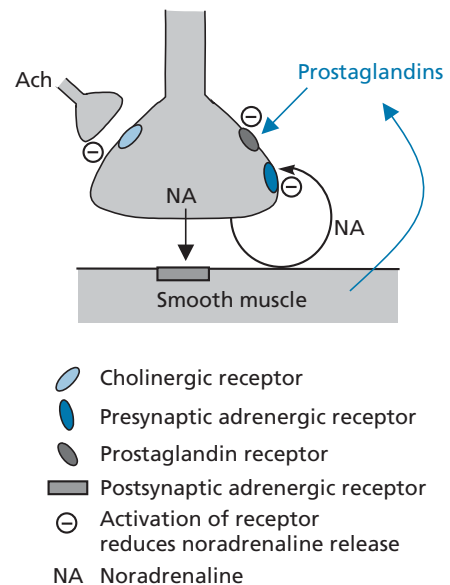 Ach
Prostaglandins
−
−
NA
−
NA
Smooth muscle
Cholinergic receptor
Presynaptic adrenergic receptor
Prostaglandin receptor
Postsynaptic adrenergic receptor
− Activation of receptor
reduces noradrenaline release
NA Noradrenaline